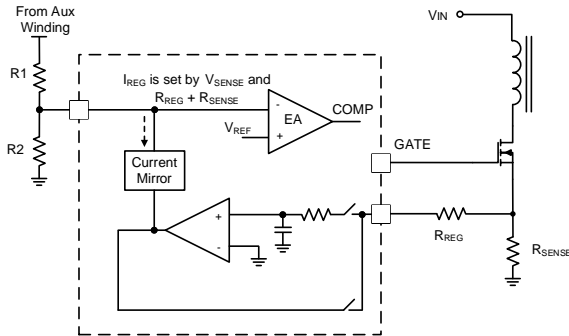 From Aux
Winding
VIN
R1
IREG is set by VSENSE and
RREG + RSENSE
-
EA
COMP
VREF
+
R2
GATE
Current
Mirror
+
-
RREG
RSENSE